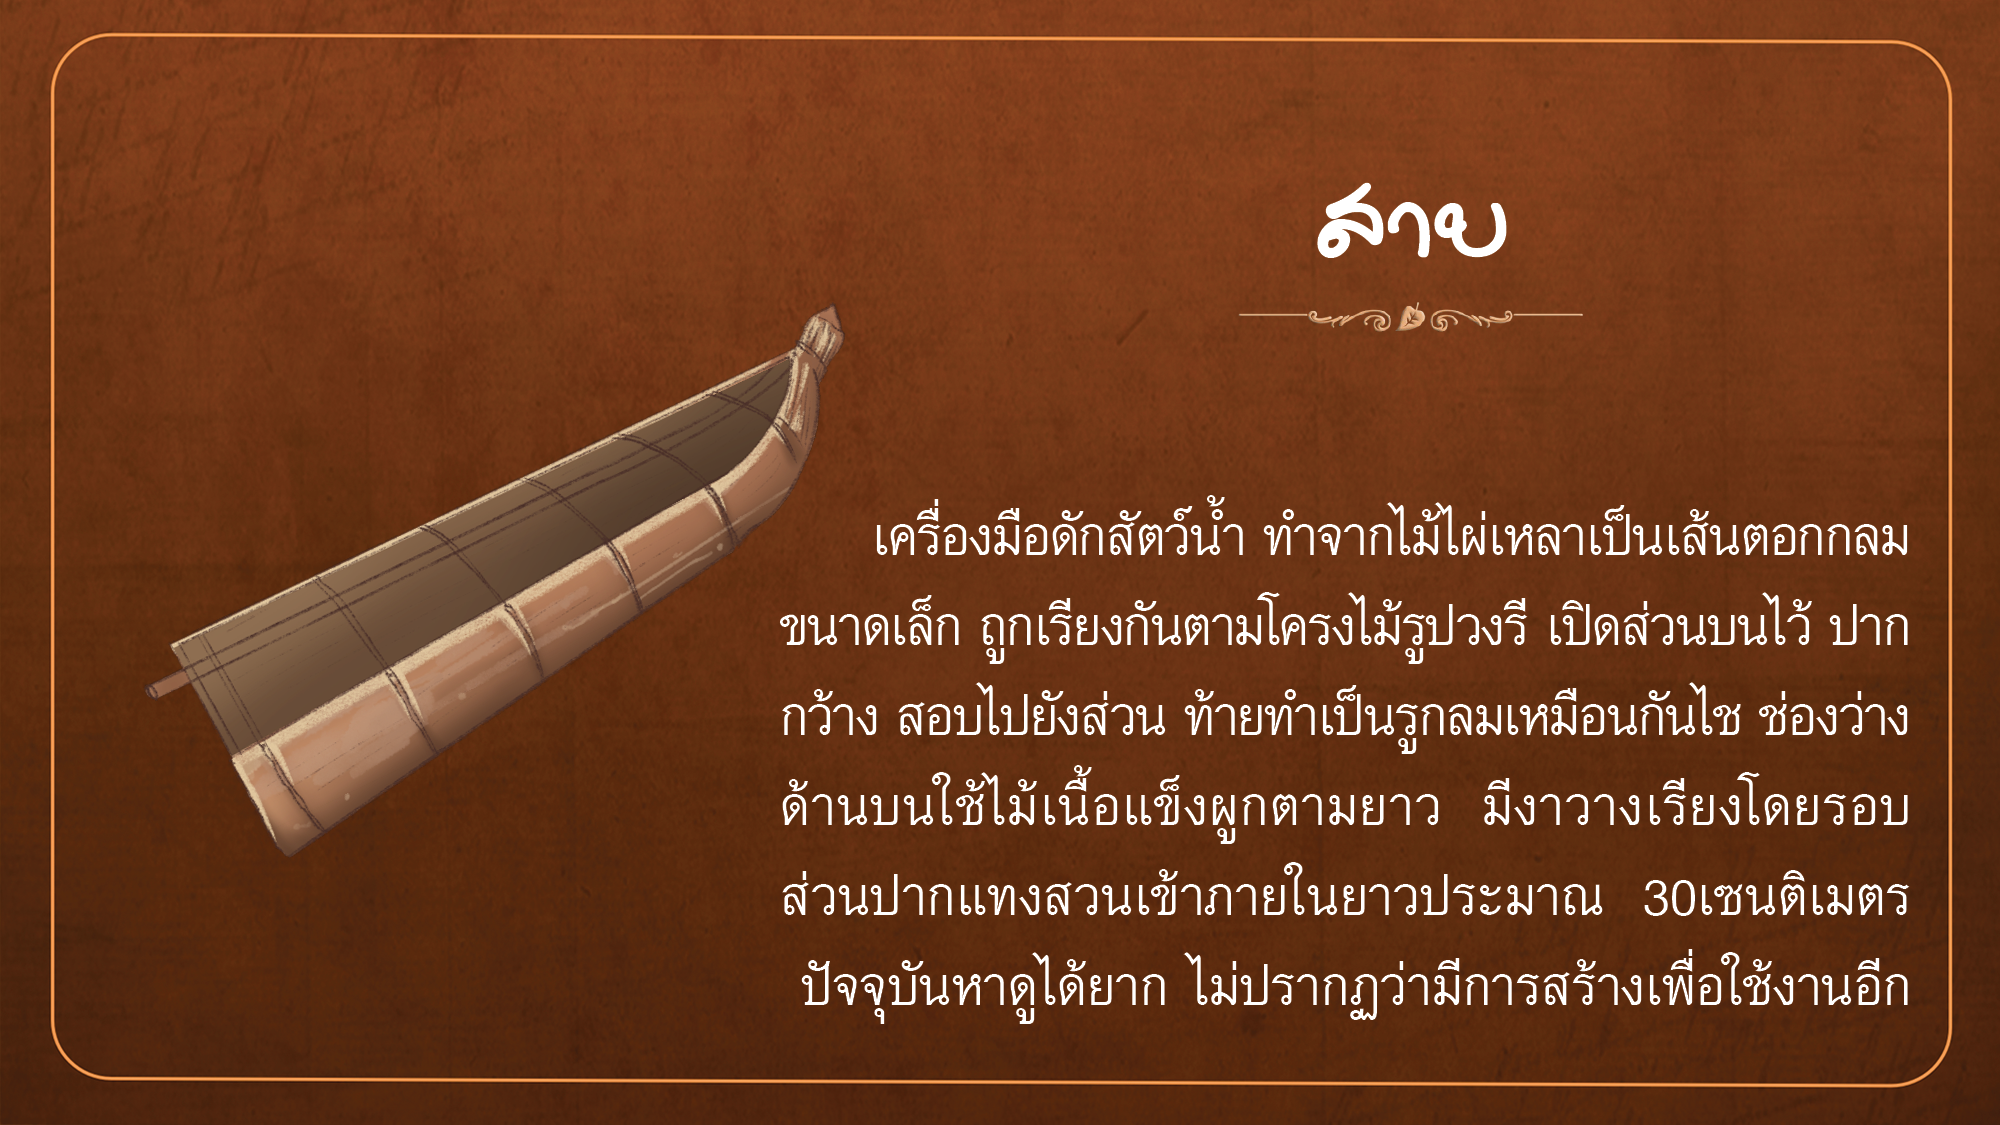 สาย
เครื่องมือดักสัตว์น้ำ ทำจากไม้ไผ่เหลาเป็นเส้นตอกกลม
ขนาดเล็ก ถูกเรียงกันตามโครงไม้รูปวงรี เปิดส่วนบนไว้ ปาก
กว้าง สอบไปยังส่วน ท้ายทำเป็นรูกลมเหมือนกันไซ ช่องว่าง
ด้านบนใช้ไม้เนื้อแข็งผูกตามยาว มีงาวางเรียงโดยรอบ
ส่วนปากแทงสวนเข้าภายในยาวประมาณ 30เซนติเมตร
ปัจจุบันหาดูได้ยาก ไม่ปรากฏว่ามีการสร้างเพื่อใช้งานอีก